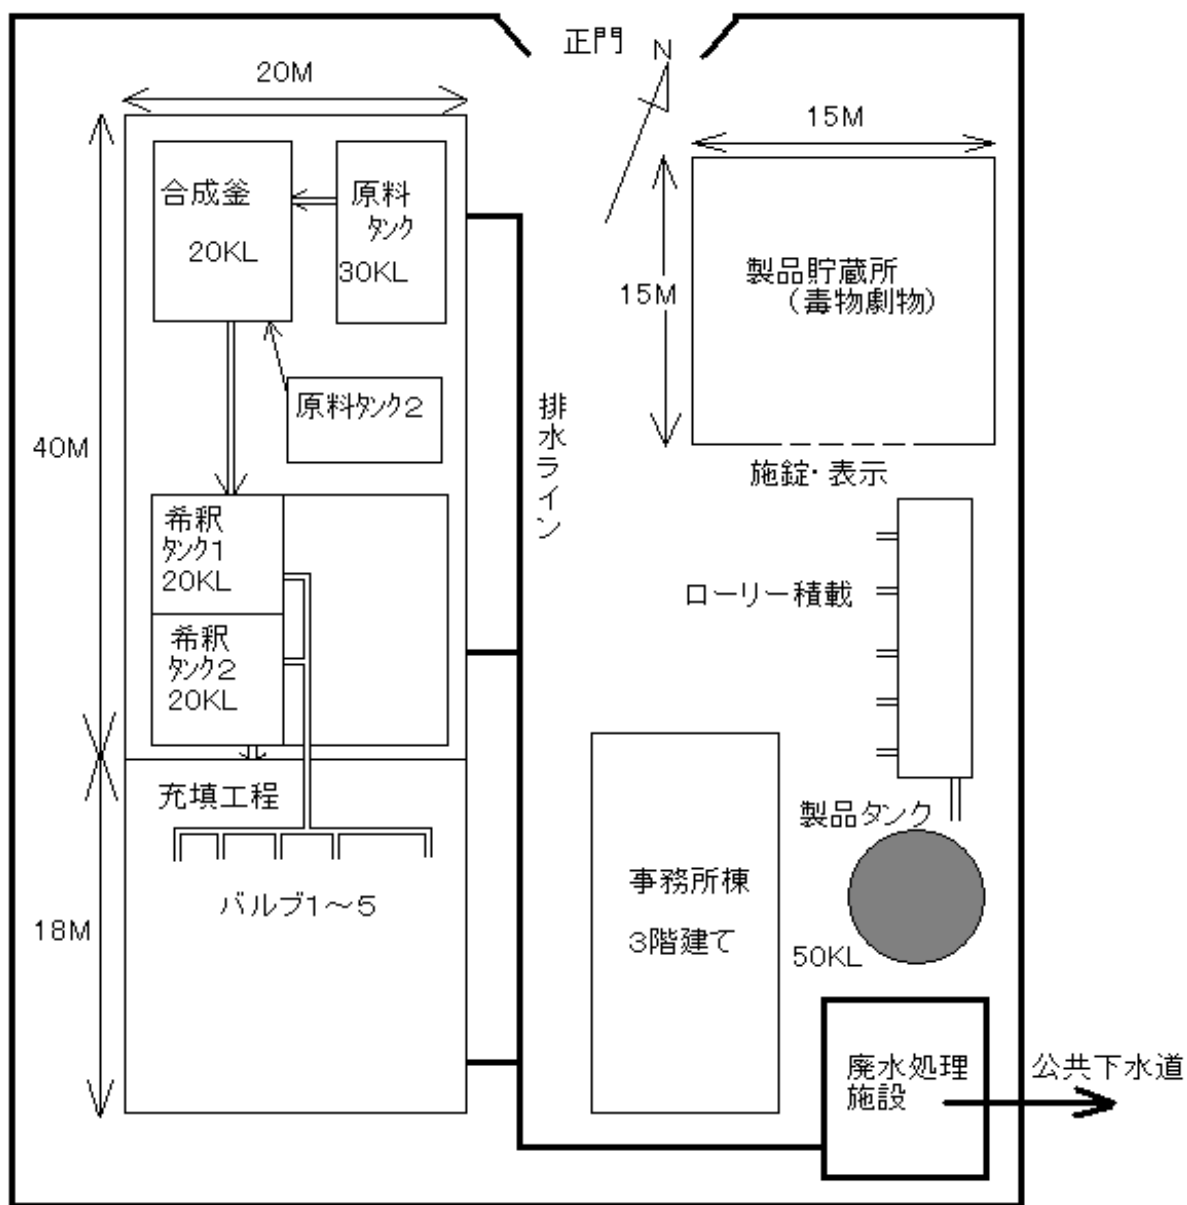 正門
N
20M
15M
合成釜
20KL
原料
タンク
30KL
製品貯蔵所
（毒物劇物）
15M
原料タンク２
排水ライン
40M
施錠・表示
希釈
タンク1
20KL
ローリー積載
希釈
タンク２
20KL
充填工程
製品タンク
バルブ1～５
事務所棟
３階建て
18M
50KL
廃水処理
施設
公共下水道